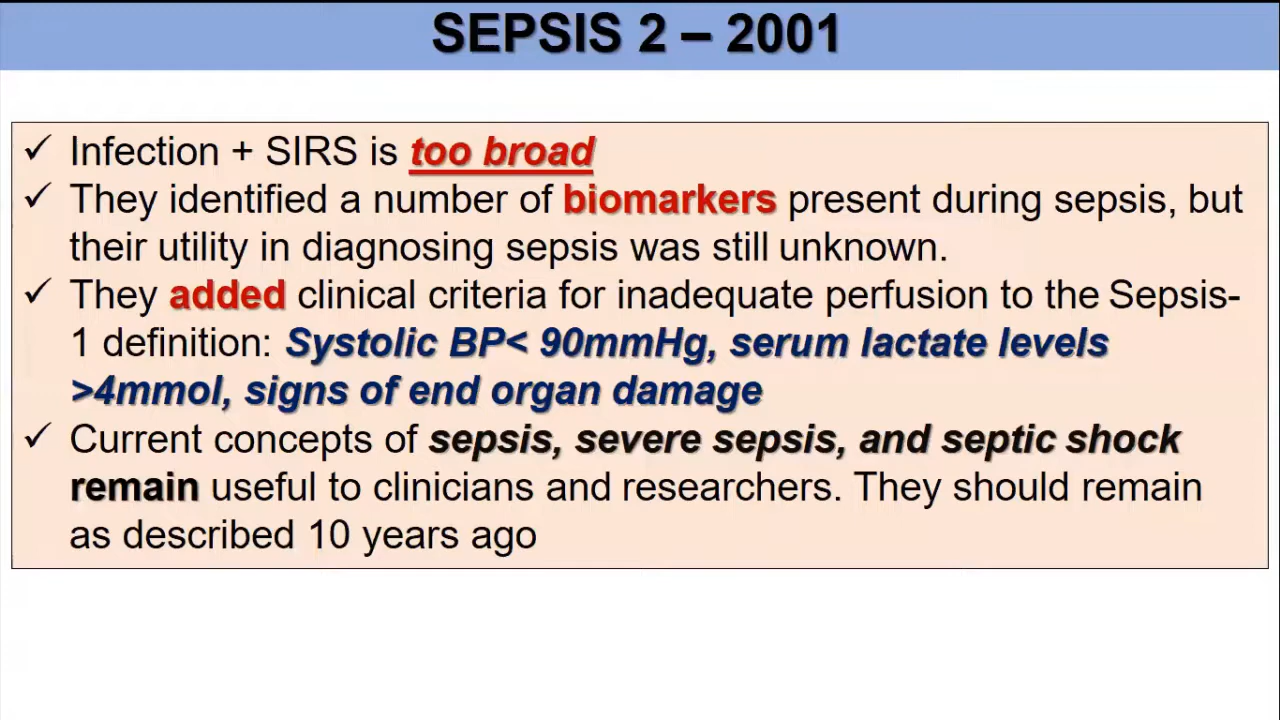 SEPSIS 2 – 2001
✓ Infection + SIRS is too broad
✓ They identified a number of biomarkers present during sepsis, but
their utility in diagnosing sepsis was still unknown.
✓ They added clinical criteria for inadequate perfusion to the Sepsis-
1 definition: Systolic BP< 90mmHg, serum lactate levels
>4mmol, signs of end organ damage
✓ Current concepts of sepsis, severe sepsis, and septic shock
remain useful to clinicians and researchers. They should remain
as described 10 years ago